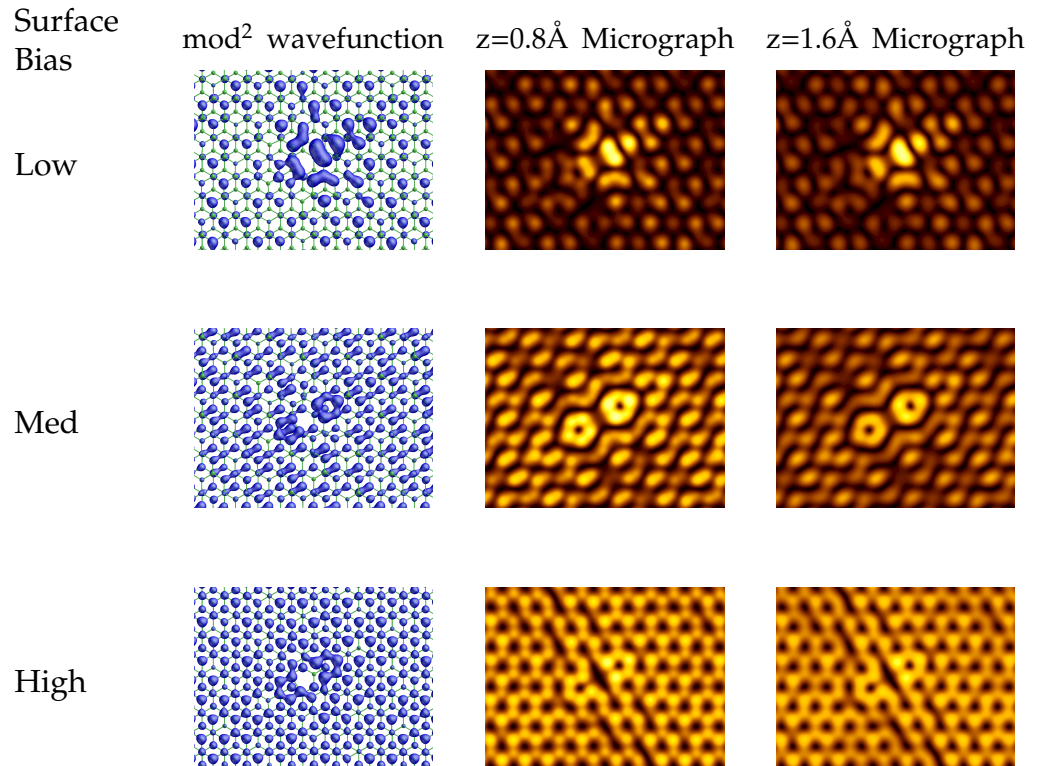 Surface
Bias
mod² wavefunction
z=0.8Å Micrograph
z=1.6Å Micrograph
Low
Med
High